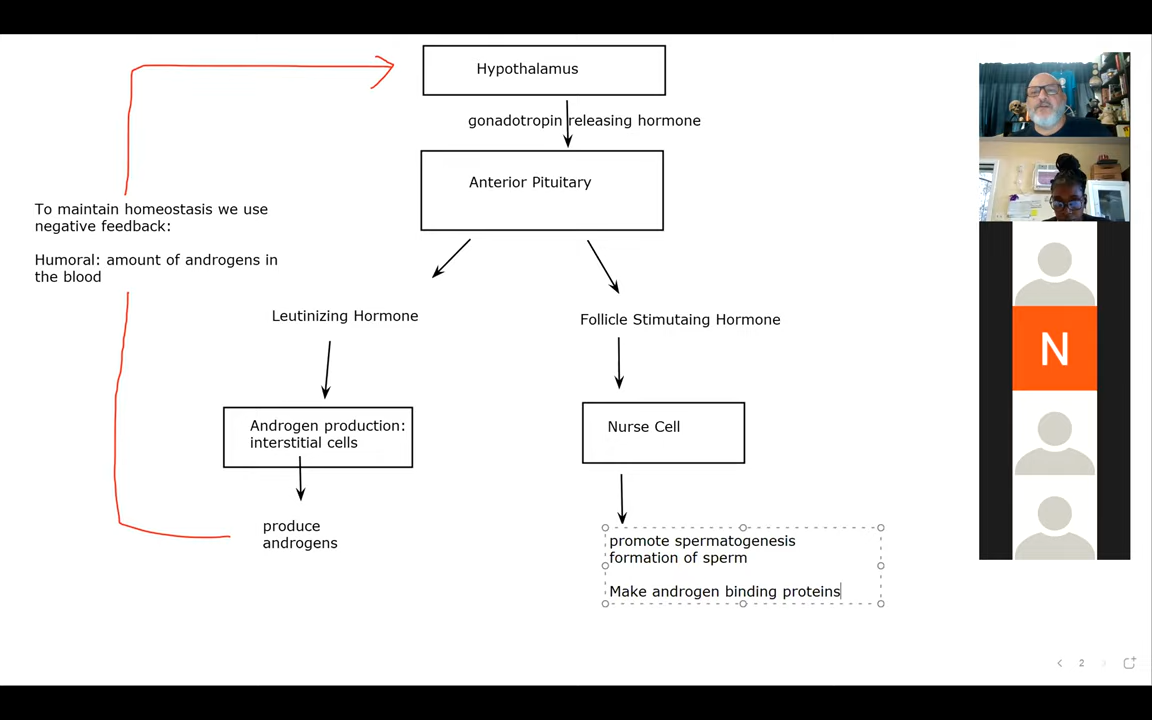 Hypothalamus
gonadotropin releasing hormone
Anterior Pituitary
To maintain homeostasis we use
negative feedback:
Humoral: amount of androgens in
the blood
Leutinizing Hormone
Follicle Stimutaing Hormone
Androgen production:
interstitial cells
Nurse Cell
produce
androgens
promote spermatogenesis
formation of sperm
Make androgen binding proteins
N
2